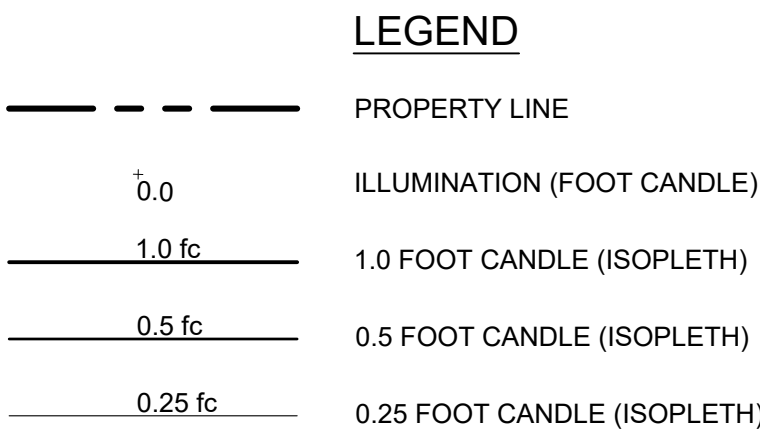 LEGEND
PROPERTY LINE
+
0.0 ILLUMINATION (FOOT CANDLE)
1.0 fc 1.0 FOOT CANDLE (ISOPLETH)
0.5 fc 0.5 FOOT CANDLE (ISOPLETH)
0.25 fc 0.25 FOOT CANDLE (ISOPLETH)